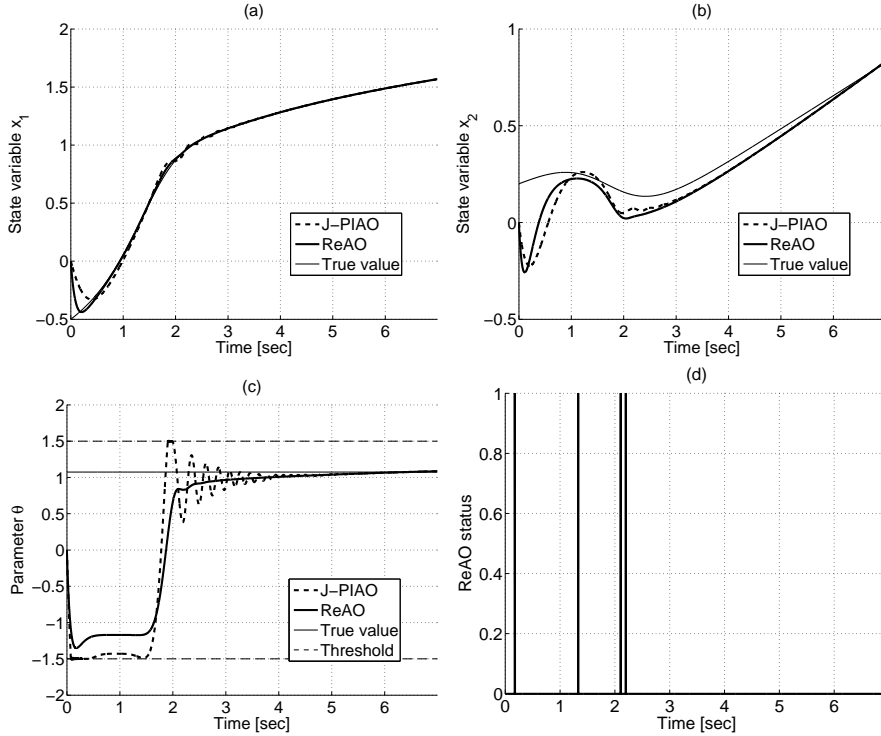 (a)
2
1.5
1
0.5
0
−0.5
0 1 2 3 4 5 6
State variable x1
Time [sec]
J−PIAO
ReAO
True value
(b)
1
0.5
0
−0.5
0 1 2 3 4 5 6
State variable x2
Time [sec]
J−PIAO
ReAO
True value
(c)
2
1.5
1
0.5
0
−0.5
−1
−1.5
−2
0 1 2 3 4 5 6
Parameter θ
Time [sec]
J−PIAO
ReAO
True value
Threshold
(d)
1
0.8
0.6
0.4
0.2
0
0 1 2 3 4 5 6
ReAO status
Time [sec]